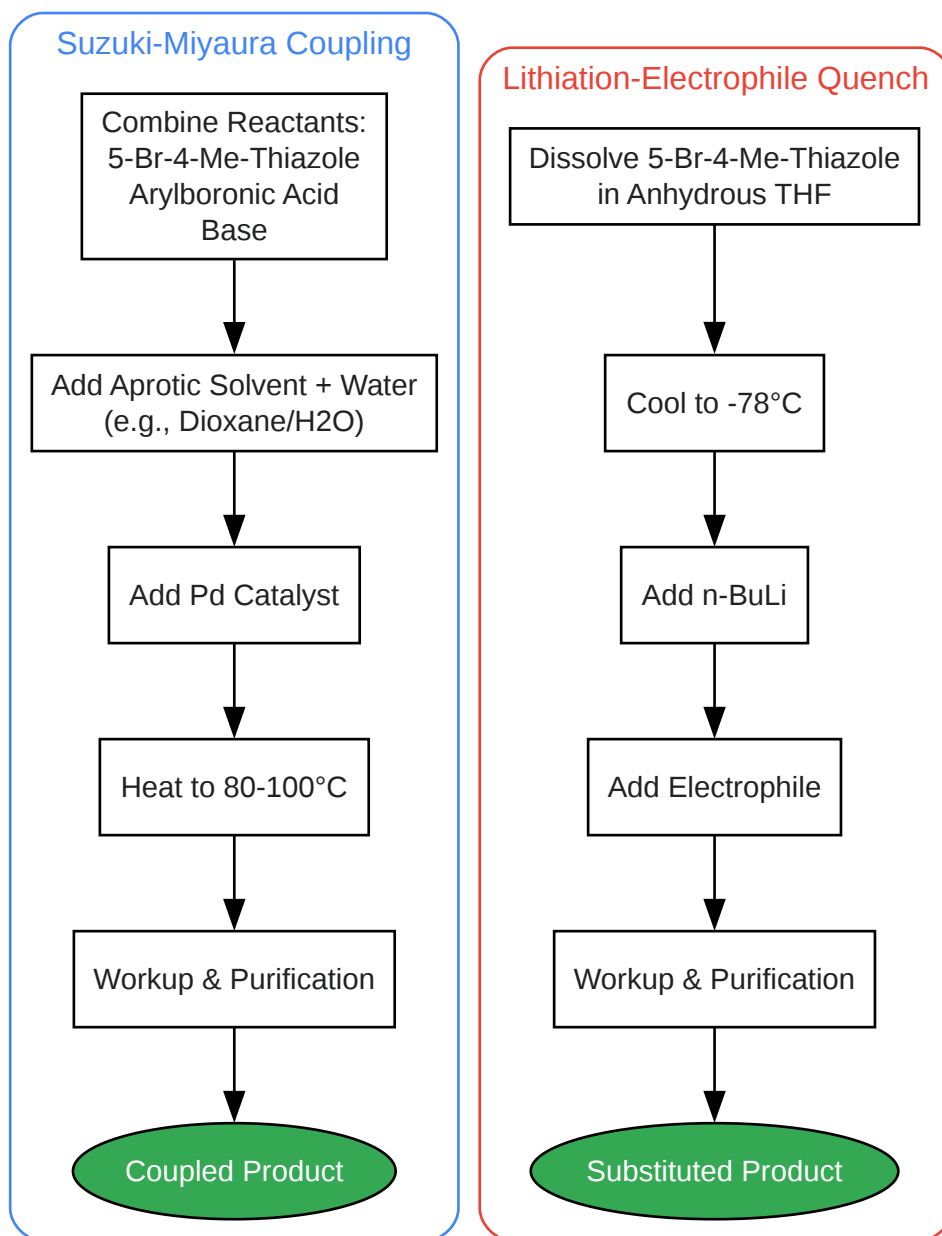 Suzuki-Miyaura Coupling
Combine Reactants:
5-Br-4-Me-Thiazole
Arylboronic Acid
Base
Add Aprotic Solvent + Water
(e.g., Dioxane/H2O)
Add Pd Catalyst
Heat to 80-100°C
Workup & Purification
Coupled Product
Lithiation-Electrophile Quench
Dissolve 5-Br-4-Me-Thiazole
in Anhydrous THF
Cool to -78°C
Add n-BuLi
Add Electrophile
Workup & Purification
Substituted Product